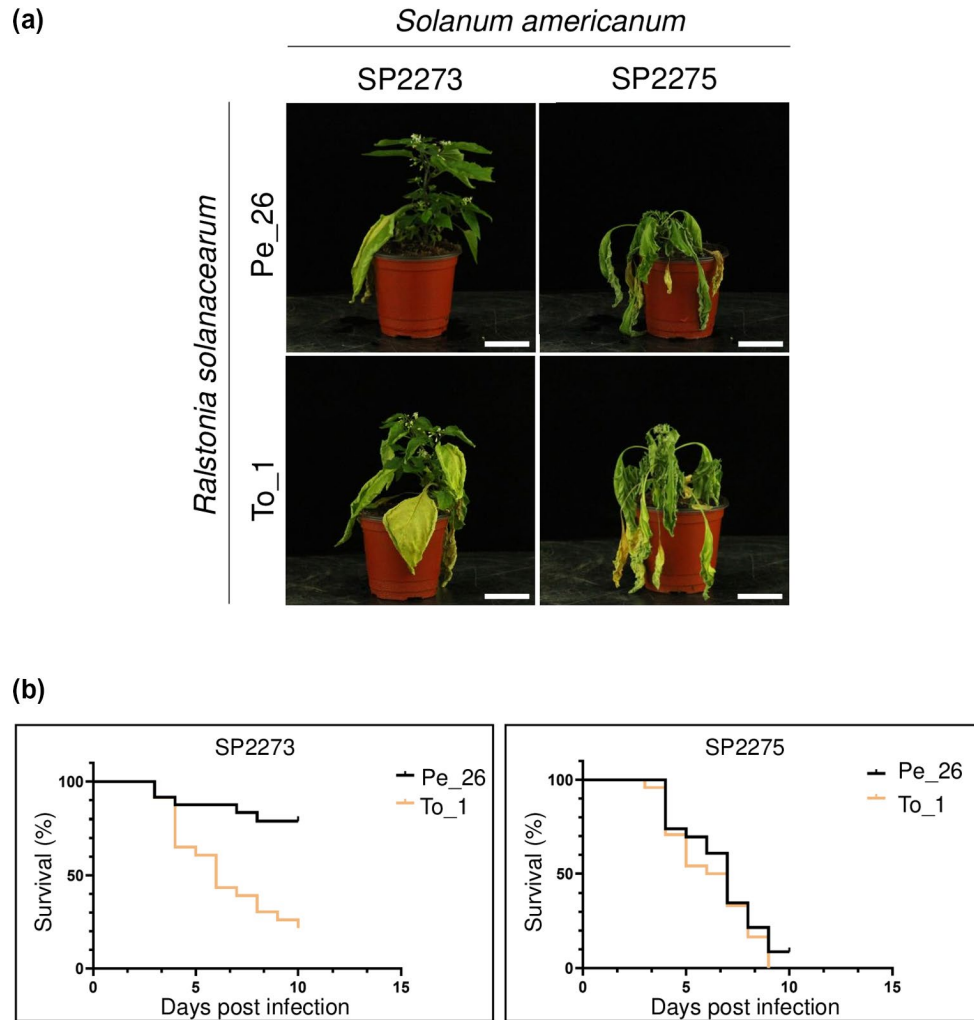 (a)
Solanum americanum
SP2273 SP2275
Ralstonia solanacearum
Pe_26
To_1
(b)
SP2273
Pe_26
To_1
100
50
0
Survival (%)
0 5 10 15
Days post infection
SP2275
Pe_26
To_1
100
50
0
Survival (%)
0 5 10 15
Days post infection